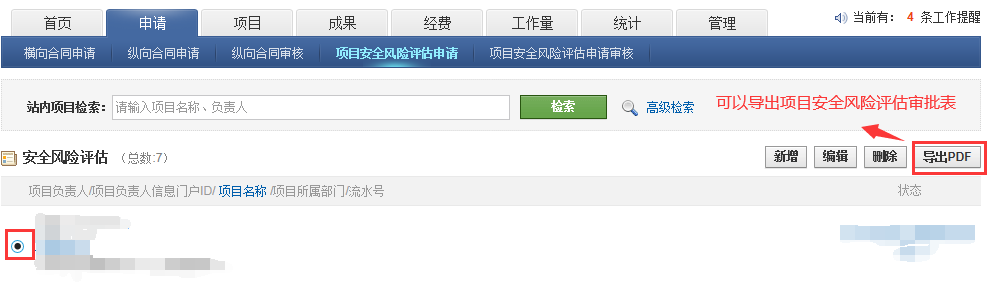 首页 申请 项目 成果 经费 工作量 统计 管理 当前有: 4 条工作提醒
横向合同申请 纵向合同申请 纵向合同审核 项目安全风险评估申请 项目安全风险评估申请审核
站内项目检索: 请输入项目名称、负责人 检索 高级检索 可以导出项目安全风险评估审批表
安全风险评估 (总数:7) 新增 编辑 删除 导出PDF
项目负责人/项目负责人信息门户ID/ 项目名称 /项目所属部门/流水号 状态